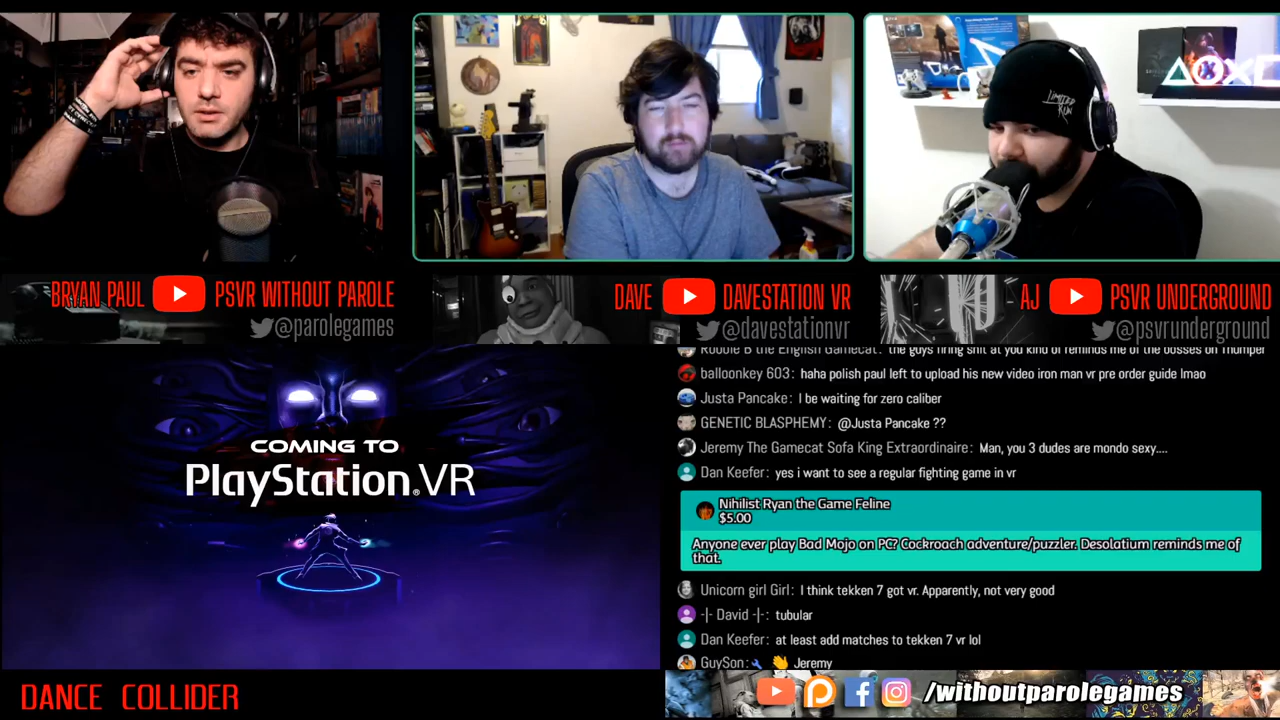 LIMITED
RUN
BRYAN PAUL PSVR WITHOUT PAROLE
@parolegames
DAVE DAVESTATION VR
@davestationvr
AJ PSVR UNDERGROUND
@psvrunderground
COMING TO
PlayStation®VR
Robbie B the English Gamecat: the guys firing shit at you kind of reminds me of the bosses on Thumper
balloonkey 603: haha polish paul left to upload his new video iron man vr pre order guide lmao
Justa Pancake: I be waiting for zero caliber
GENETIC BLASPHEMY: @Justa Pancake ??
Jeremy The Gamecat Sofa King Extraordinaire: Man, you 3 dudes are mondo sexy....
Dan Keefer: yes i want to see a regular fighting game in vr
Nihilist Ryan the Game Feline
$5.00
Anyone ever play Bad Mojo on PC? Cockroach adventure/puzzler. Desolatium reminds me of
that.
Unicorn girl Girl: I think tekken 7 got vr. Apparently, not very good
-|- David -|-: tubular
Dan Keefer: at least add matches to tekken 7 vr lol
GuySon: 👋 Jeremy
DANCE COLLIDER
/withoutparolegames